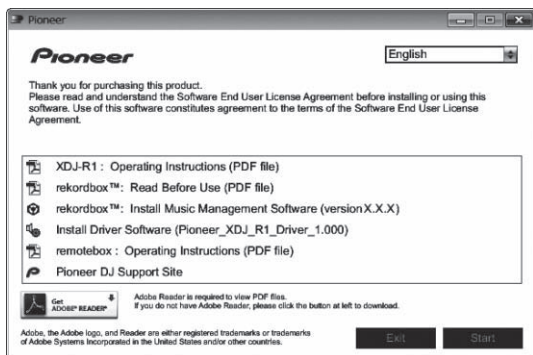 Pioneer
Pioneer
English
Thank you for purchasing this product.
Please read and understand the Software End User License Agreement before installing or using this
software. Use of this software constitutes agreement to the terms of the Software End User License
Agreement.
XDJ-R1 : Operating Instructions (PDF file)
rekordbox™: Read Before Use (PDF file)
rekordbox™: Install Music Management Software (version X.X.X)
Install Driver Software (Pioneer_XDJ_R1_Driver_1.000)
remotebox : Operating Instructions (PDF file)
Pioneer DJ Support Site
Get
ADOBE® READER®
Adobe Reader is required to view PDF files.
If you do not have Adobe Reader, please click the button at left to download.
Adobe, the Adobe logo, and Reader are either registered trademarks or trademarks
of Adobe Systems Incorporated in the United States and/or other countries.
Exit
Start